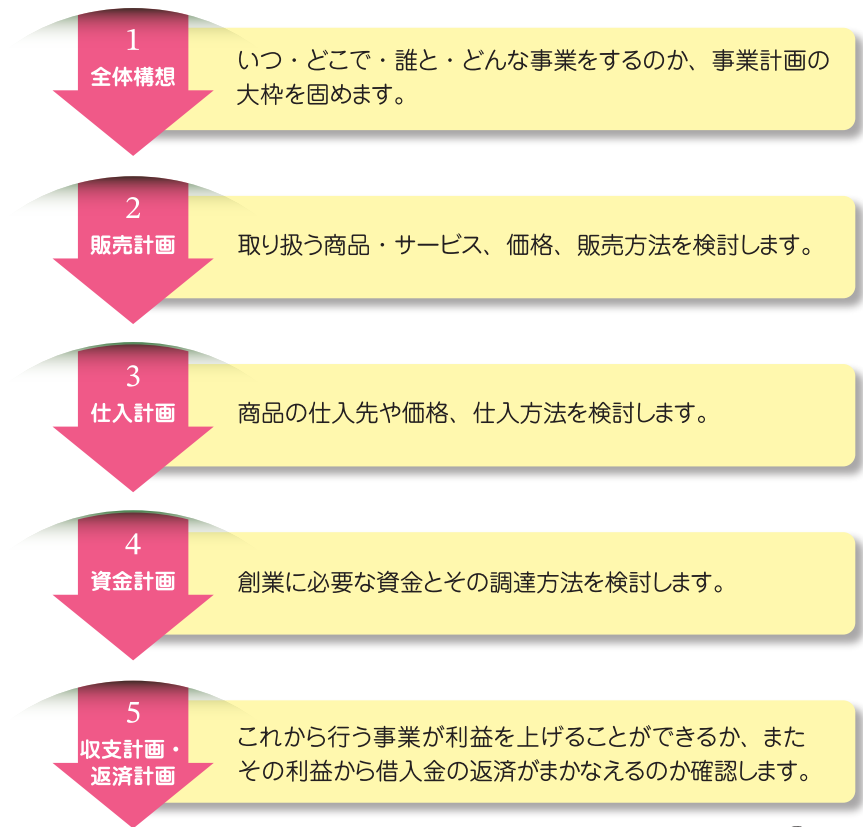 1
全体構想
いつ・どこで・誰と・どんな事業をするのか、事業計画の
大枠を固めます。
2
販売計画
取り扱う商品・サービス、価格、販売方法を検討します。
3
仕入計画
商品の仕入先や価格、仕入方法を検討します。
4
資金計画
創業に必要な資金とその調達方法を検討します。
5
収支計画・
返済計画
これから行う事業が利益を上げることができるか、また
その利益から借入金の返済がまかなえるのか確認します。